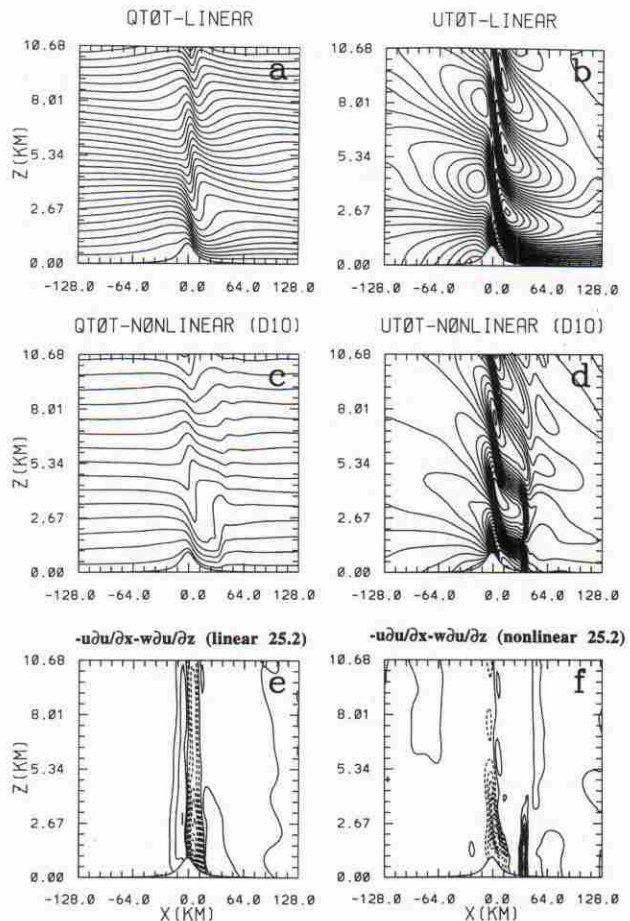 QTØT-LINEAR UTØT-LINEAR
10.68 a 10.68 b
8.01 8.01
Z(KM) 5.34 5.34
2.67 2.67
0.00 0.00
-128.0 -64.0 0.0 64.0 128.0 -128.0 -64.0 0.0 64.0 128.0
QTØT-NØNLINEAR (D10) UTØT-NØNLINEAR (D10)
10.68 c 10.68 d
8.01 8.01
Z(KM) 5.34 5.34
2.67 2.67
0.00 0.00
-128.0 -64.0 0.0 64.0 128.0 -128.0 -64.0 0.0 64.0 128.0
-u∂u/∂x-w∂u/∂z (linear 25.2) -u∂u/∂x-w∂u/∂z (nonlinear 25.2)
10.68 e 10.68 f
8.01 8.01
Z(KM) 5.34 5.34
2.67 2.67
0.00 0.00
-128.0 -64.0 0.0 64.0 128.0 -128.0 -64.0 0.0 64.0 128.0
X(KM) X(KM)